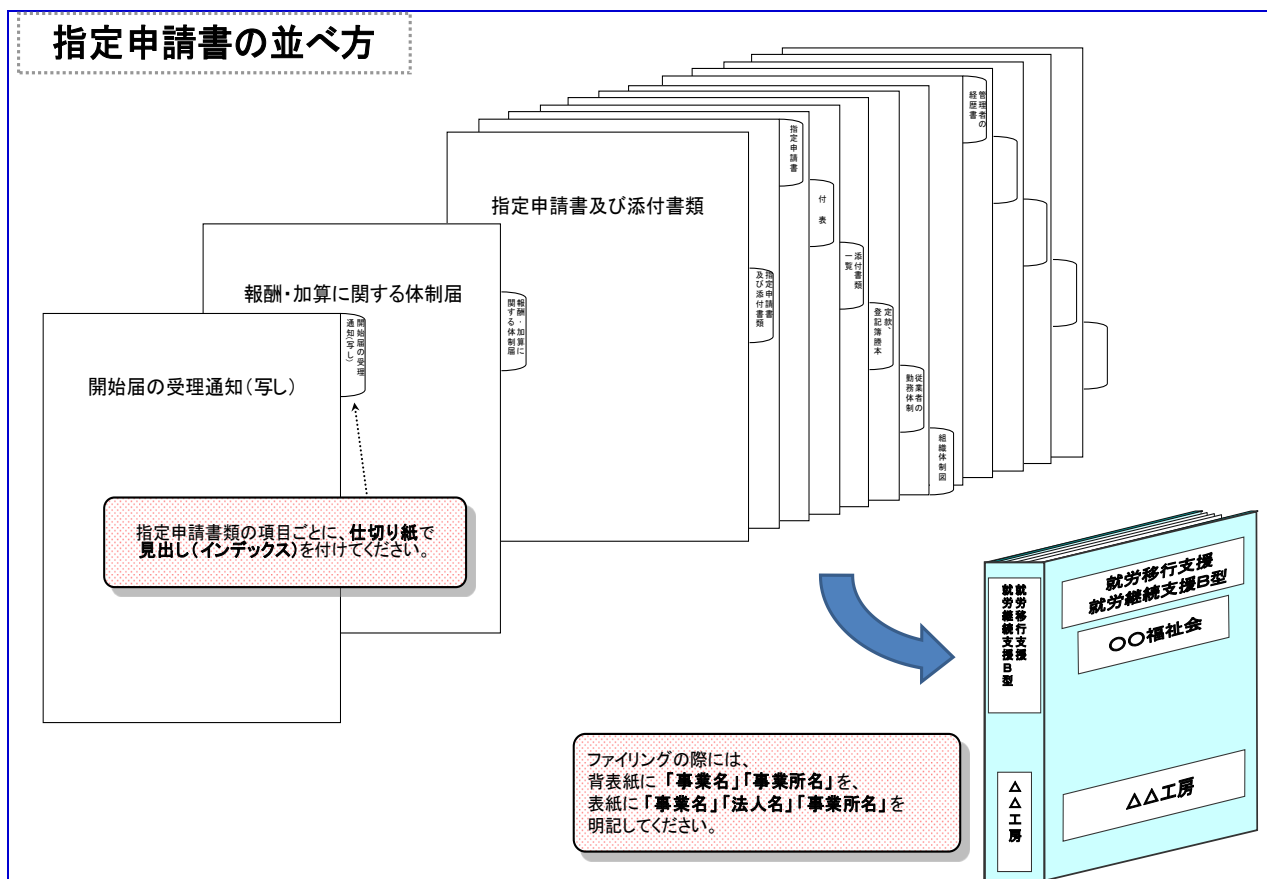 指定申請書の並べ方
開始届の受理通知(写し)
開始届の受理
通知(写し)
報酬・加算に関する体制届
報酬・加算に
関する体制届
指定申請書及び添付書類
指定申請書
及び添付書類
指定申請書
付表
添付書類
一覧
定款、
登記簿謄本
従業者の
勤務体制
組織体制図
管理者の
経歴書
指定申請書類の項目ごとに、仕切り紙で
見出し(インデックス)を付けてください。
ファイリングの際には、
背表紙に「事業名」「事業所名」を、
表紙に「事業名」「法人名」「事業所名」を
明記してください。
就労移行支援
就労継続支援B型
△△工房
就労移行支援
就労継続支援B型
〇〇福祉会
△△工房